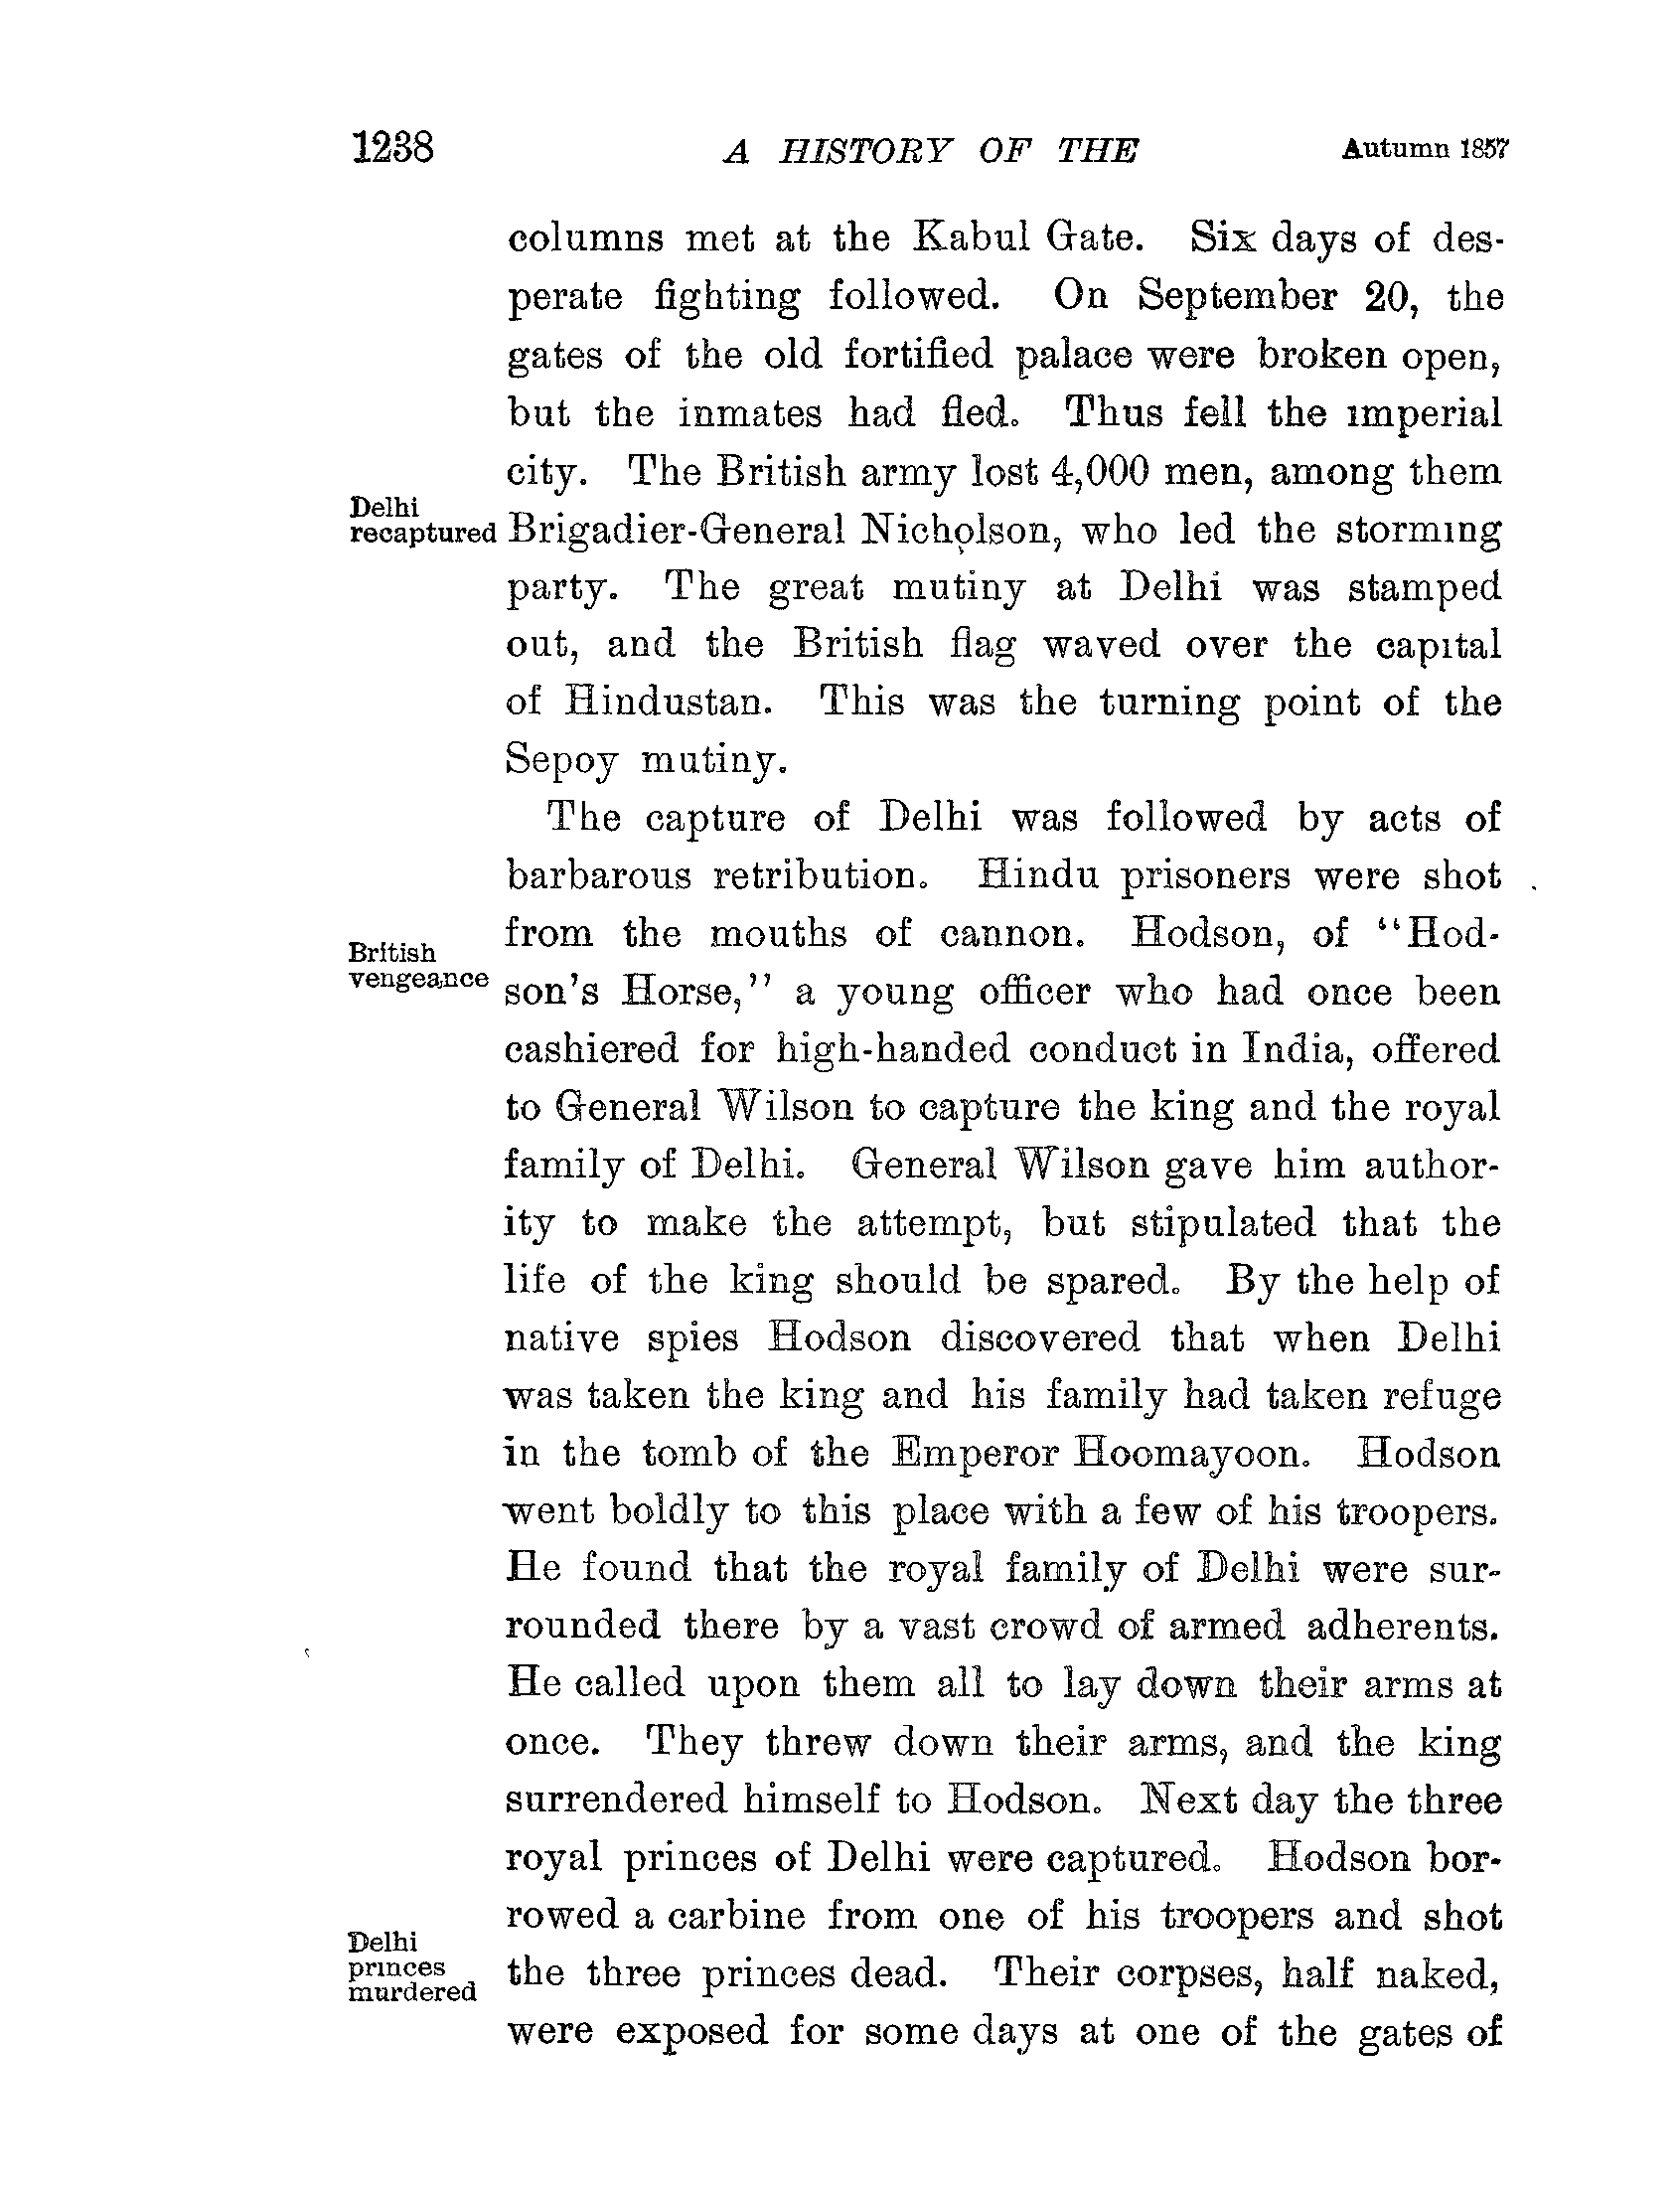 1238 A HISTORY OF THE Autumn 1857
columns met at the Kabul Gate. Six days of des-
perate fighting followed. On September 20, the
gates of the old fortified palace were broken open,
but the inmates had fled. Thus fell the imperial
city. The British army lost 4,000 men, among them
Delhi
recaptured
Brigadier-General Nicholson, who led the storming
party. The great mutiny at Delhi was stamped
out, and the British flag waved over the capital
of Hindustan. This was the turning point of the
Sepoy mutiny.
The capture of Delhi was followed by acts of
barbarous retribution. Hindu prisoners were shot
from the mouths of cannon. Hodson, of "Hod-
British
vengeance
son's Horse," a young officer who had once been
cashiered for high-handed conduct in India, offered
to General Wilson to capture the king and the royal
family of Delhi. General Wilson gave him author-
ity to make the attempt, but stipulated that the
life of the king should be spared. By the help of
native spies Hodson discovered that when Delhi
was taken the king and his family had taken refuge
in the tomb of the Emperor Hoomayoon. Hodson
went boldly to this place with a few of his troopers.
He found that the royal family of Delhi were sur-
rounded there by a vast crowd of armed adherents.
He called upon them all to lay down their arms at
once. They threw down their arms, and the king
surrendered himself to Hodson. Next day the three
royal princes of Delhi were captured. Hodson bor-
rowed a carbine from one of his troopers and shot
Delhi
princes
murdered
the three princes dead. Their corpses, half naked,
were exposed for some days at one of the gates of